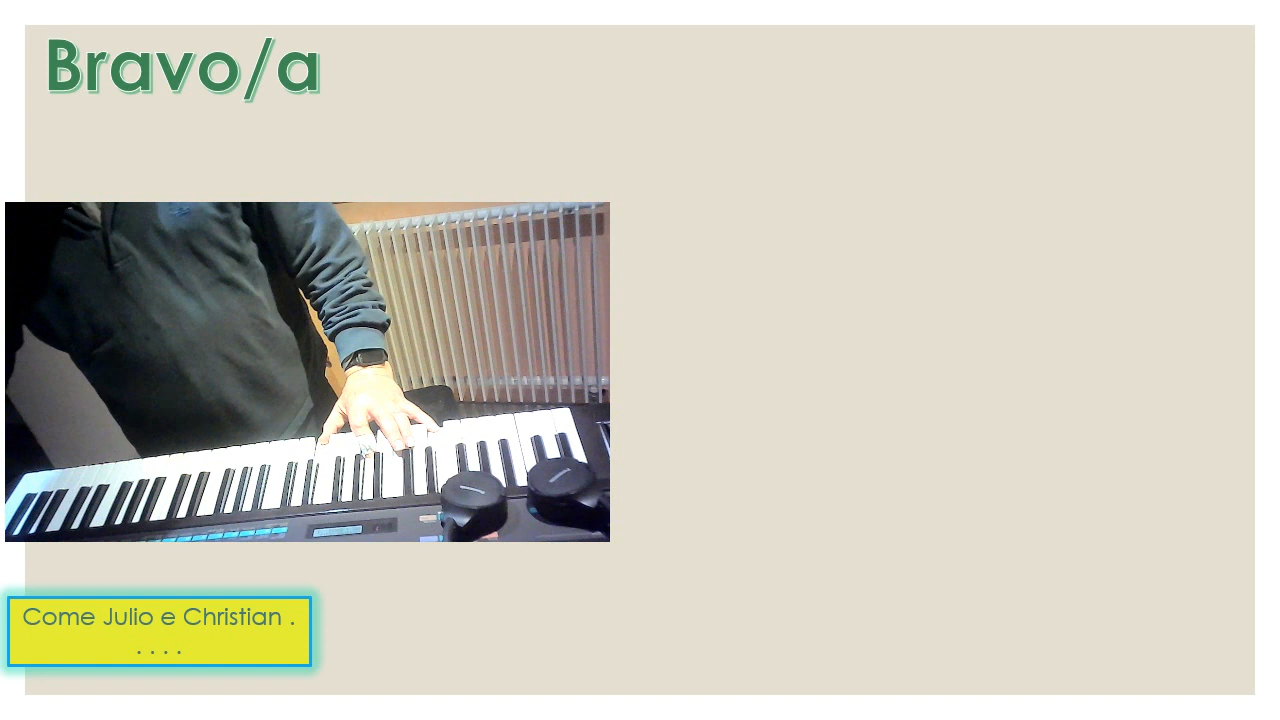 Bravo/a
Come Julio e Christian .
. . . .